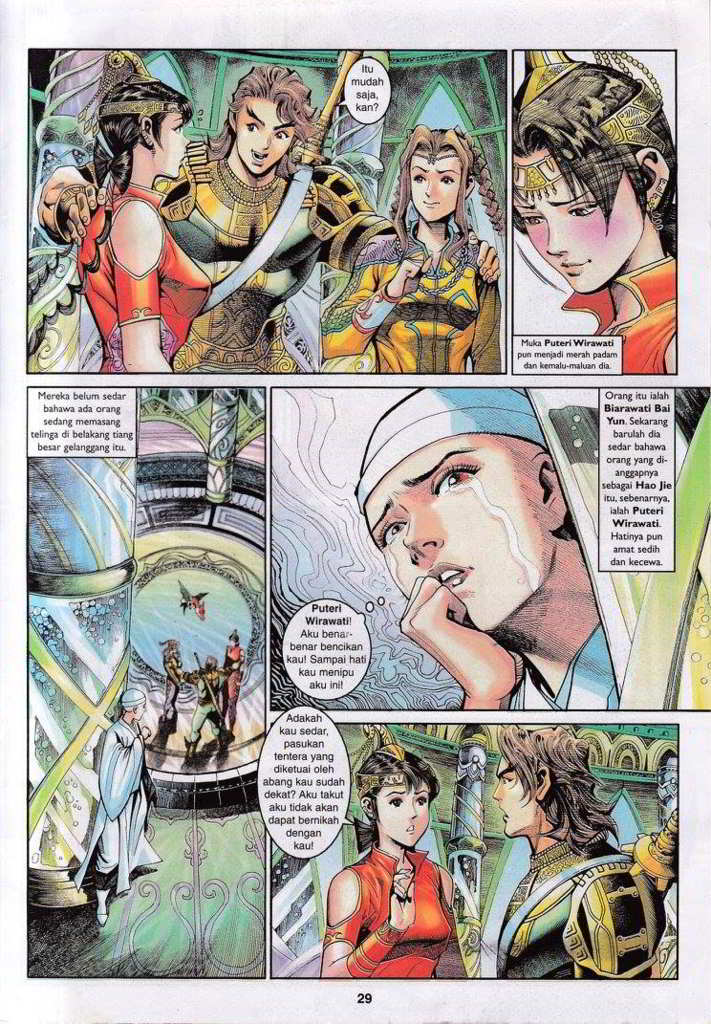 Itu
mudah
saja,
kan?
Muka Puteri Wirawati
pun menjadi merah padam
dan kemalu-maluan dia.
Mereka belum sedar
bahawa ada orang
sedang memasang
telinga di belakang tiang
besar gelanggang itu.
Orang itu ialah
Biarawati Bai
Yun. Sekarang
barulah dia
sedar bahawa
orang yang di-
anggapnya
sebagai Hao Jie
itu, sebenarnya,
ialah Puteri
Wirawati.
Hatinya pun
amat sedih
dan kecewa.
Puteri
Wirawati!
Aku benar-
benar bencikan
kau! Sampai hati
kau menipu
aku ini!
Adakah
kau sedar,
pasukan
tentera yang
diketuai oleh
abang kau sudah
dekat? Aku takut
aku tidak akan
dapat bernikah
dengan
kau!
29